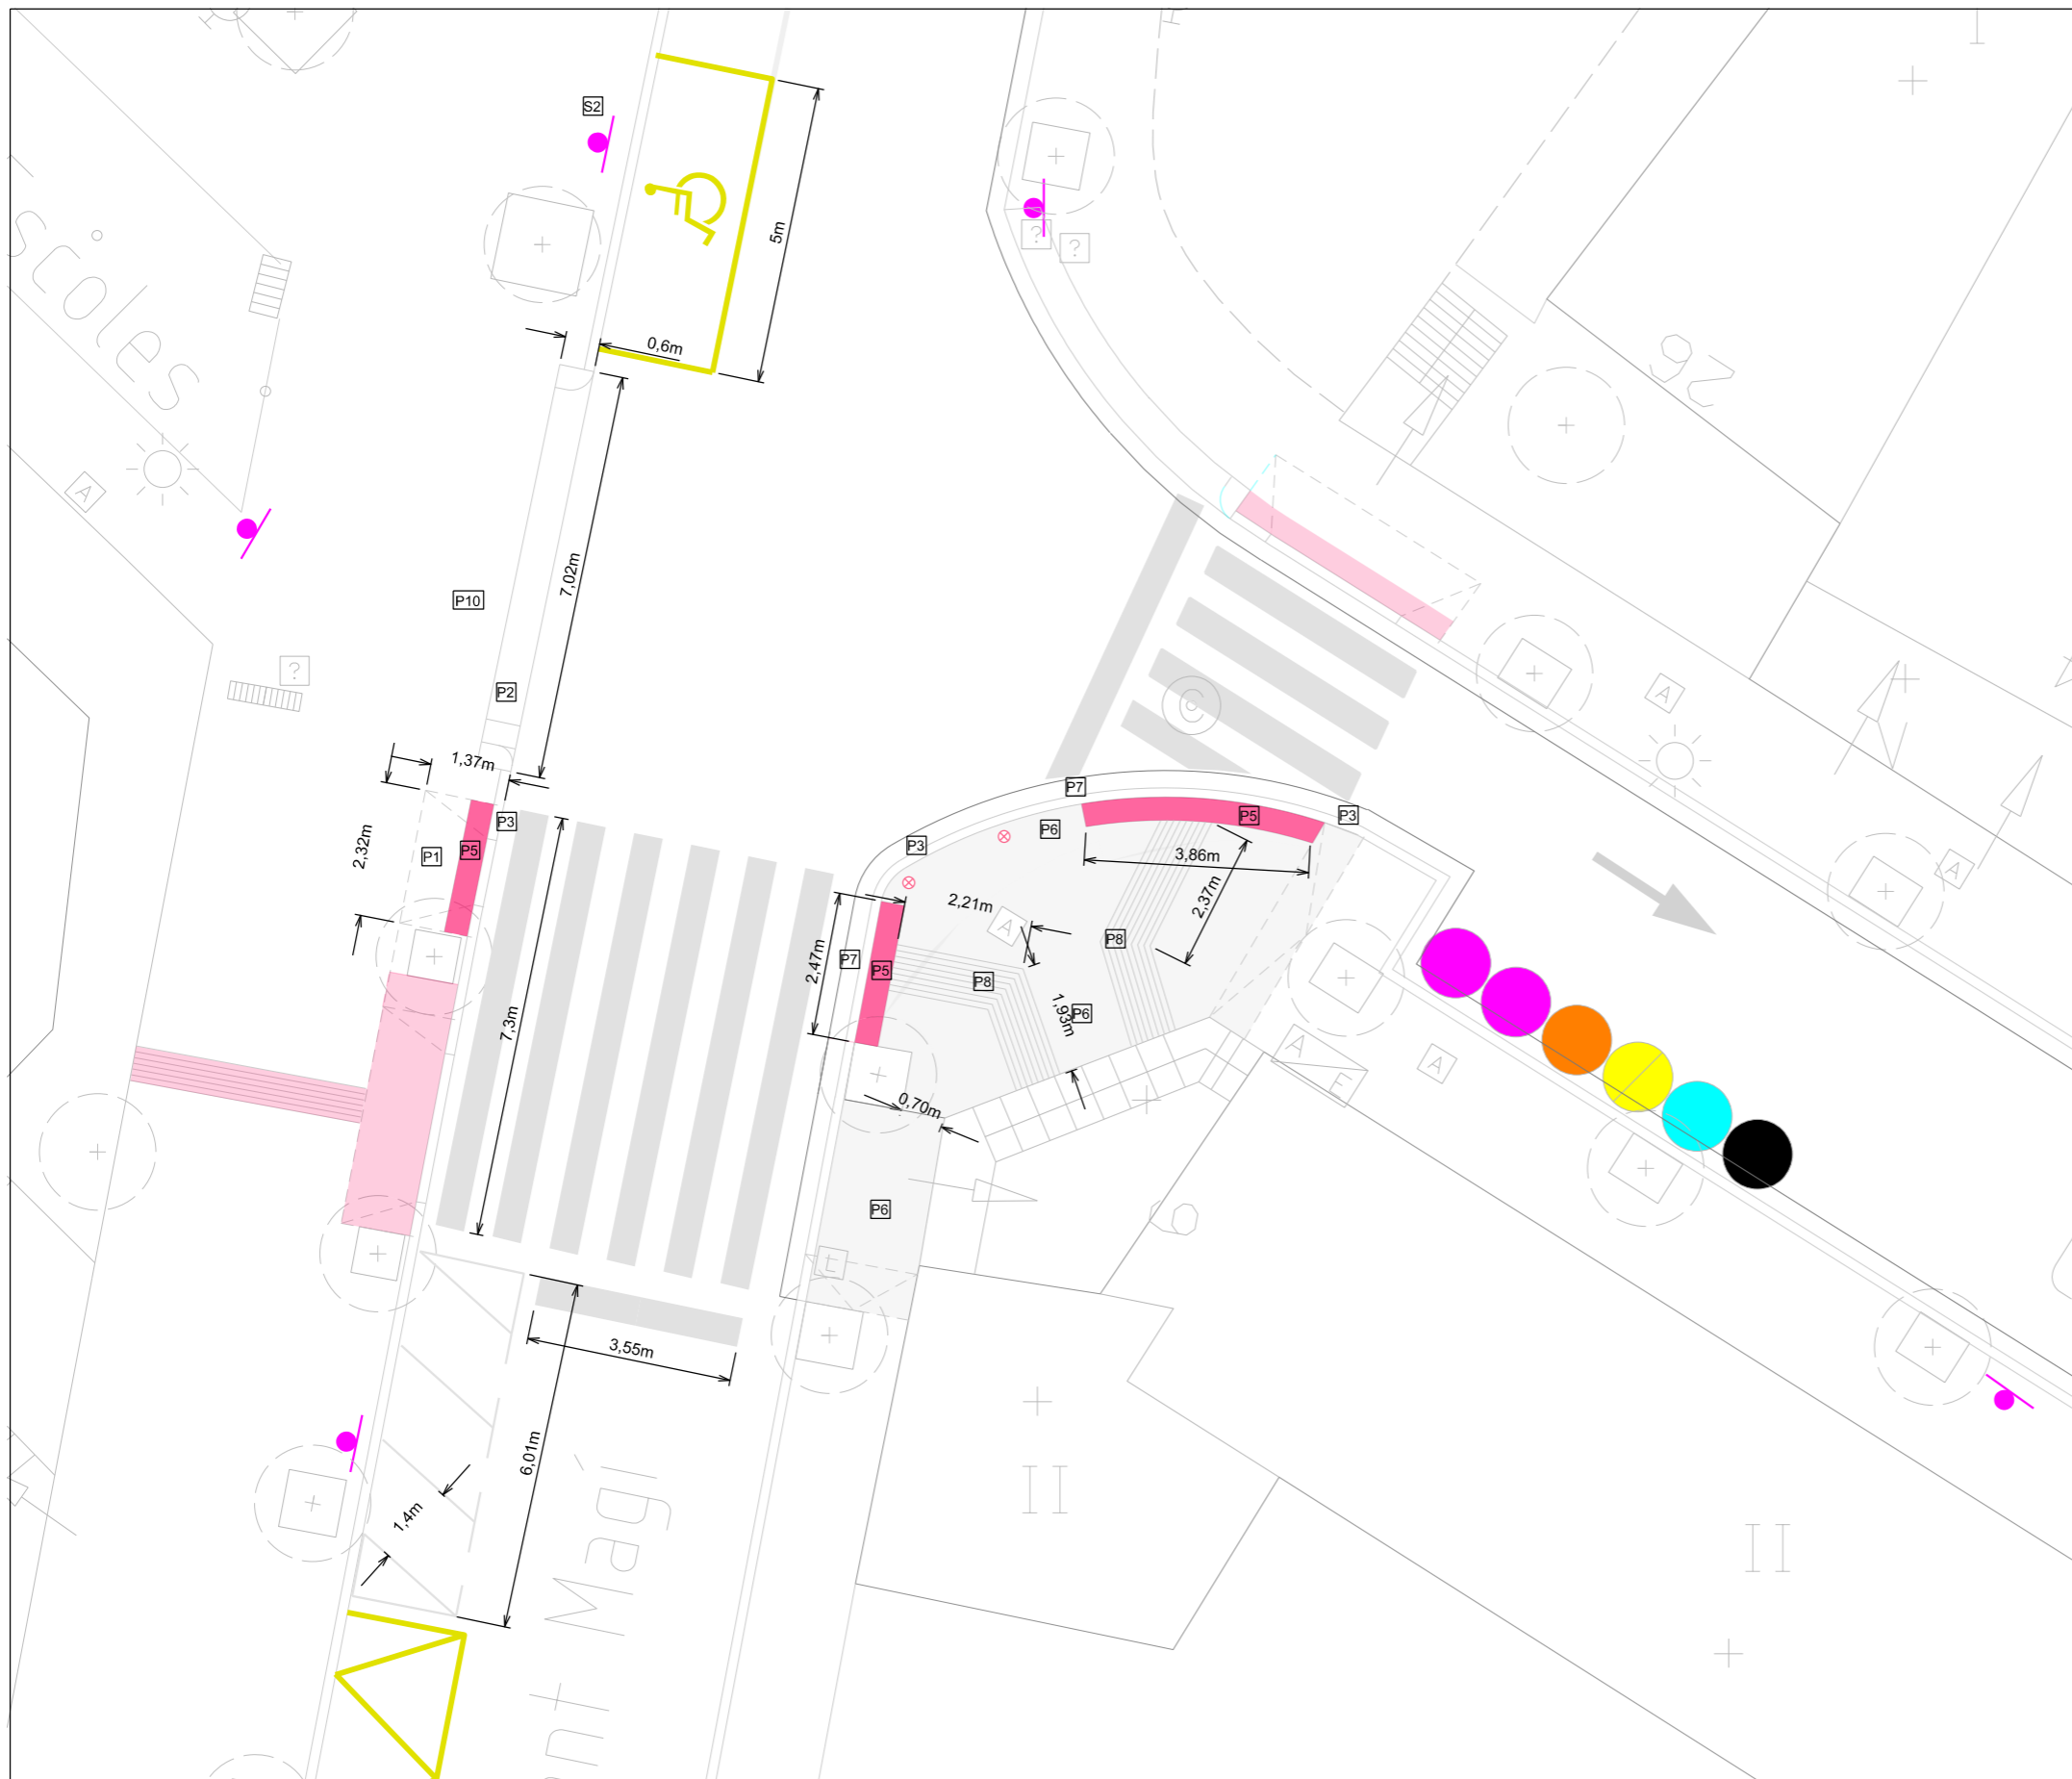 S2
?
?
5m
0,6m
scoles
26
A
7,02m
P10
?
P2
A
C
1,37m
P7
P3
P5
P3
P6
2,32m
P1
P5
P3
3,86m
A
2,37m
2,21m
A
P8
2,47m
P7
P5
P8
P6
1,93m
7,3m
A
A
E
0,70m
P6
L
3,55m
6,01m
1,4m
II
II